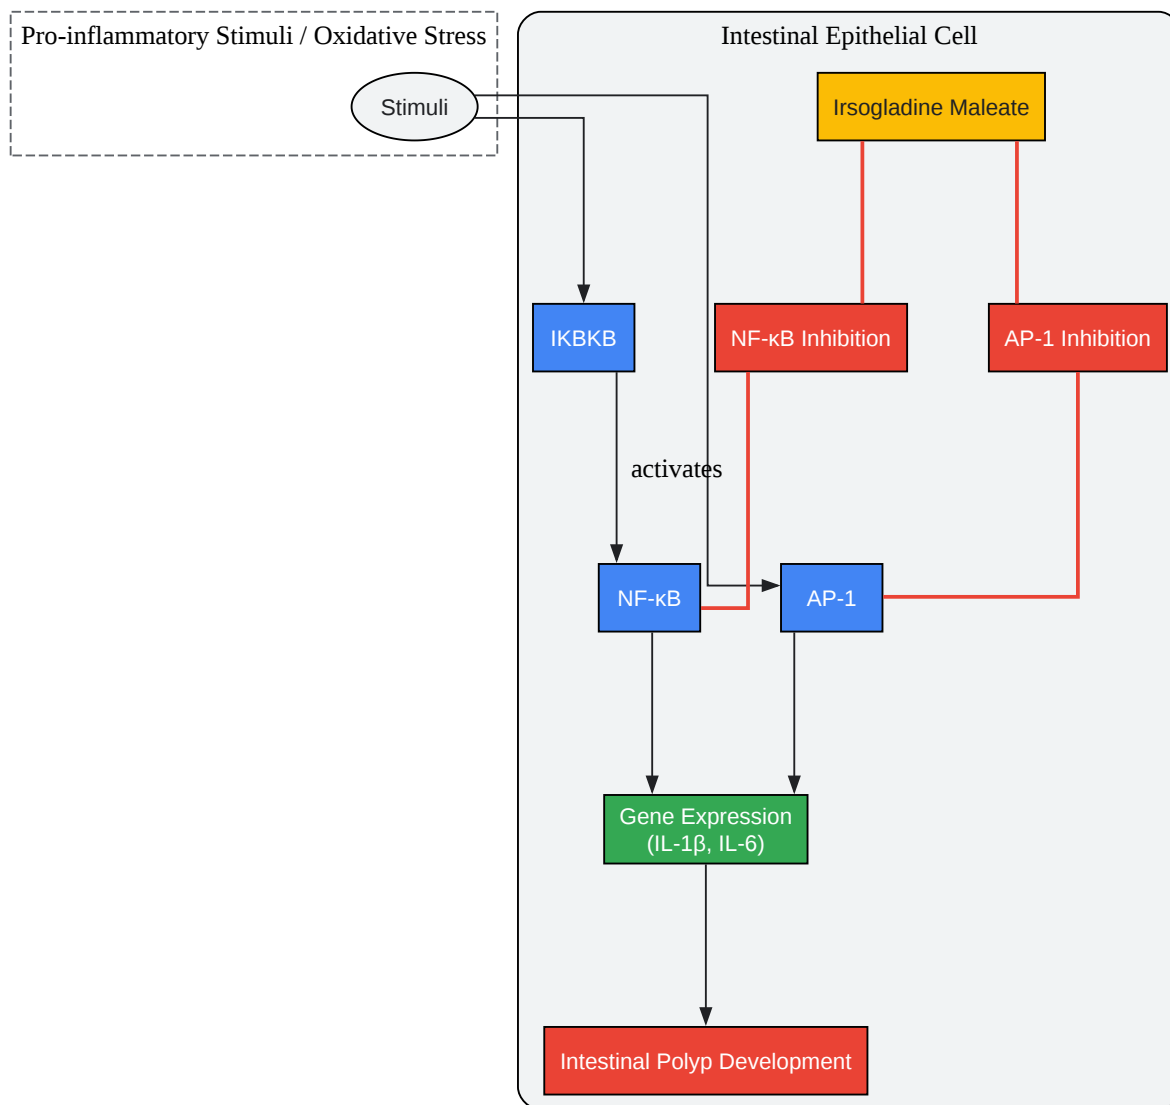 Pro-inflammatory Stimuli / Oxidative Stress
Intestinal Epithelial Cell
Stimuli
Irsogladine Maleate
IKBKB
NF-κB Inhibition
AP-1 Inhibition
activates
NF-κB
AP-1
Gene Expression
(IL-1β, IL-6)
Intestinal Polyp Development